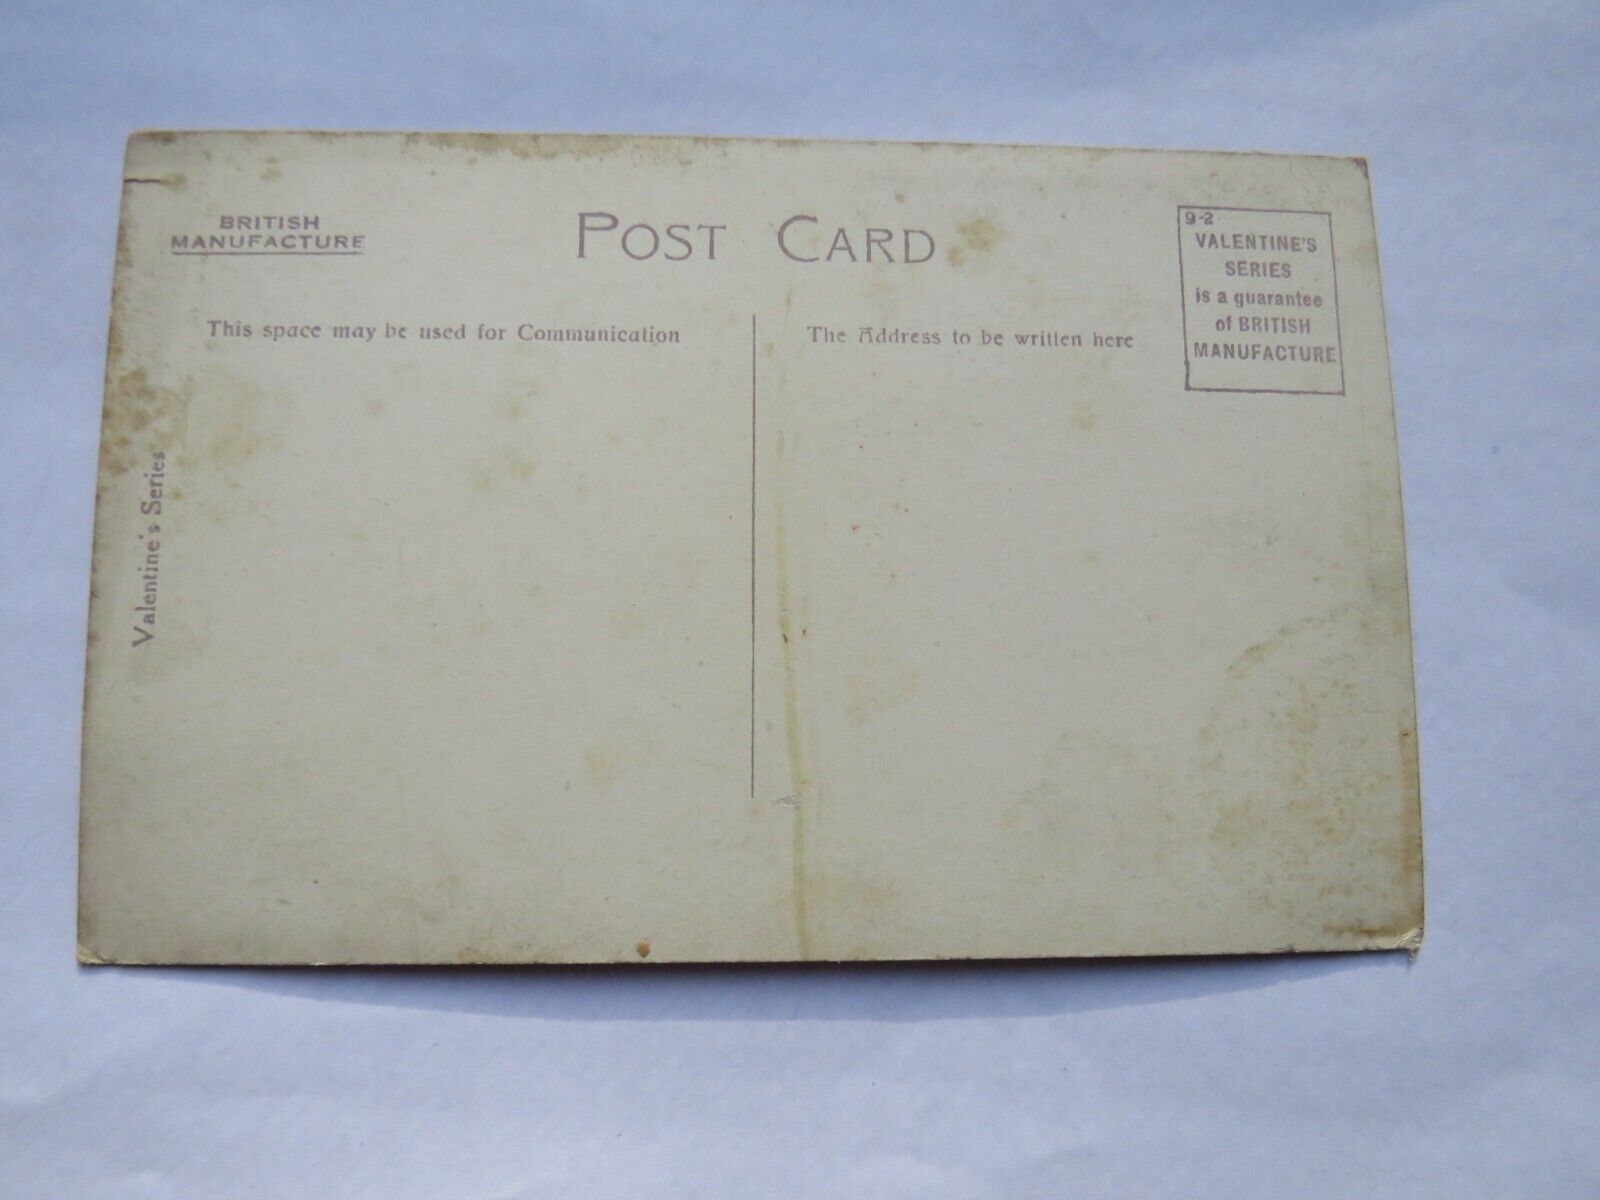 BRITISH
MANUFACTURE
POST CARD
9-2
VALENTINE'S
SERIES
is a guarantee
of BRITISH
MANUFACTURE
This space may be used for Communication
The Address to be written here
Valentine's Series